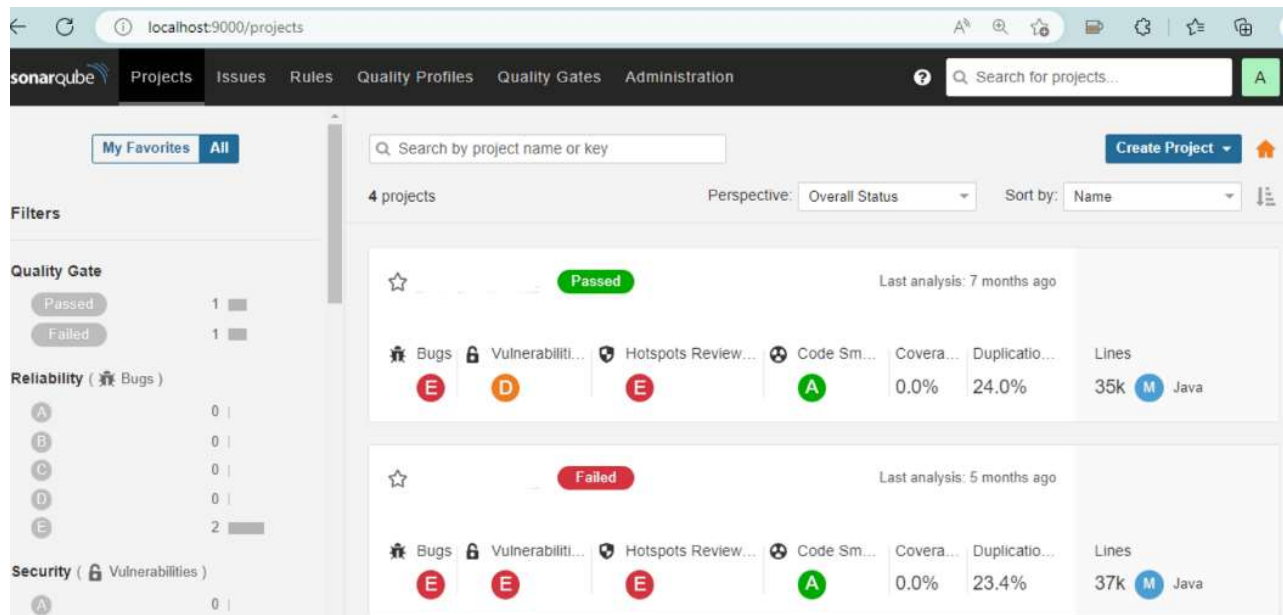 localhost:9000/projects
sonarqube Projects Issues Rules Quality Profiles Quality Gates Administration ? Search for projects... A
My Favorites All
Search by project name or key
Create Project
4 projects
Perspective: Overall Status
Sort by: Name
Filters
Quality Gate
Passed 1
Failed 1
Reliability ( Bugs )
A 0
B 0
C 0
D 0
E 2
Security ( Vulnerabilities )
A 0
Passed
Last analysis: 7 months ago
Bugs Vulnerabiliti... Hotspots Review... Code Sm... Covera... Duplicatio... Lines
E D E A 0.0% 24.0% 35k M Java
Failed
Last analysis: 5 months ago
Bugs Vulnerabiliti... Hotspots Review... Code Sm... Covera... Duplicatio... Lines
E E E A 0.0% 23.4% 37k M Java